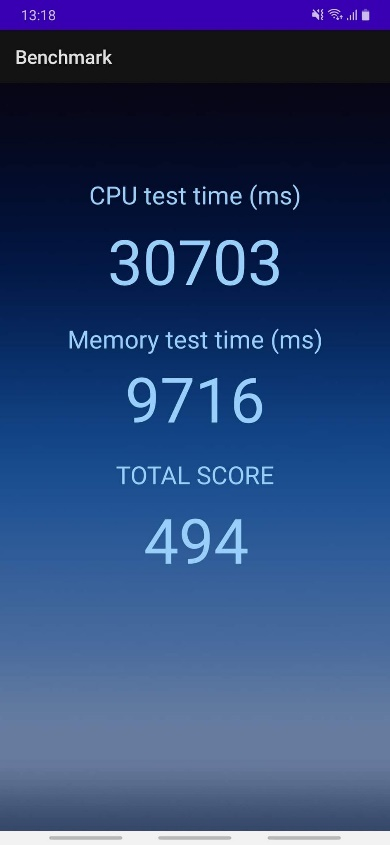 13:18
Benchmark
CPU test time (ms)
30703
Memory test time (ms)
9716
TOTAL SCORE
494